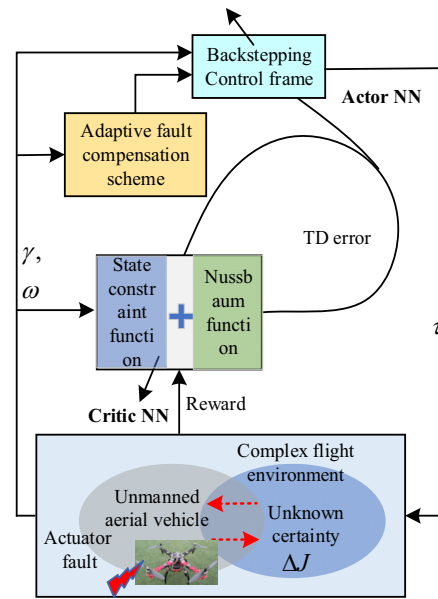 Backstepping
Control frame
Actor NN
Adaptive fault
compensation
scheme
TD error
γ,
ω
State
constr
aint
functi
on
+
Nussb
aum
functi
on
Critic NN
Reward
Complex flight
environment
Unmanned
aerial vehicle
Unknown
certainty
ΔJ
Actuator
fault